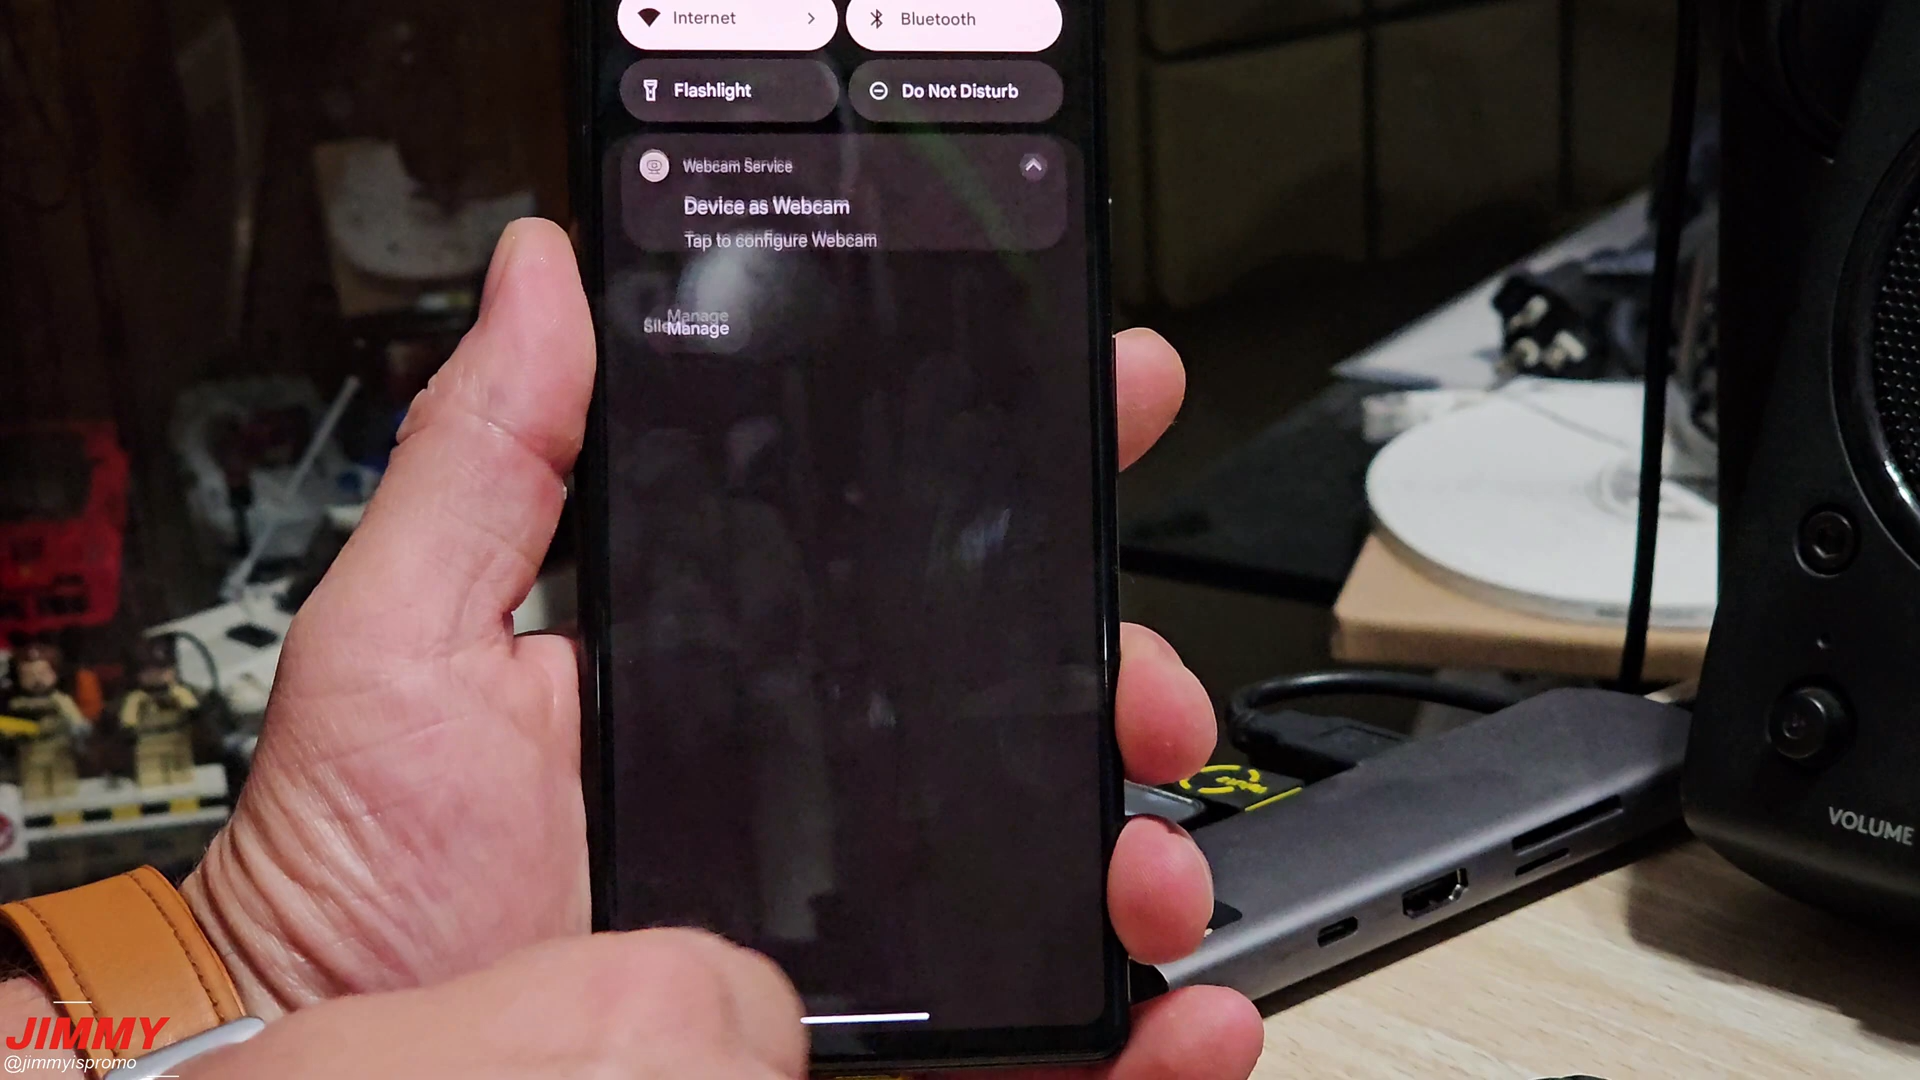 Internet
Bluetooth
Flashlight
Do Not Disturb
Webcam Service
Device as Webcam
Tap to configure Webcam
Manage
VOLUME
JIMMY
@jimmyispromo